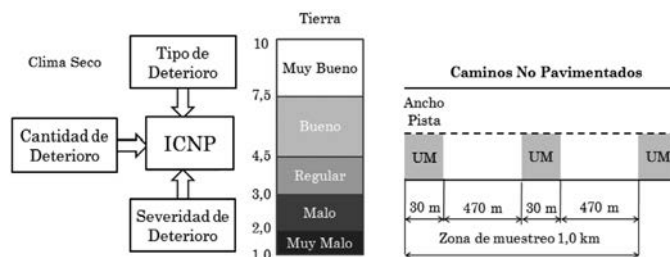 Clima Seco
Tipo de
Deterioro
Cantidad de
Deterioro
ICNP
Severidad de
Deterioro
Tierra
10
Muy Bueno
7,5
Bueno
4,5
Regular
3,0
Malo
2,0
Muy Malo
1,0
Caminos No Pavimentados
Ancho
Pista
UM
UM
UM
30 m
470 m
30 m
470 m
Zona de muestreo 1,0 km